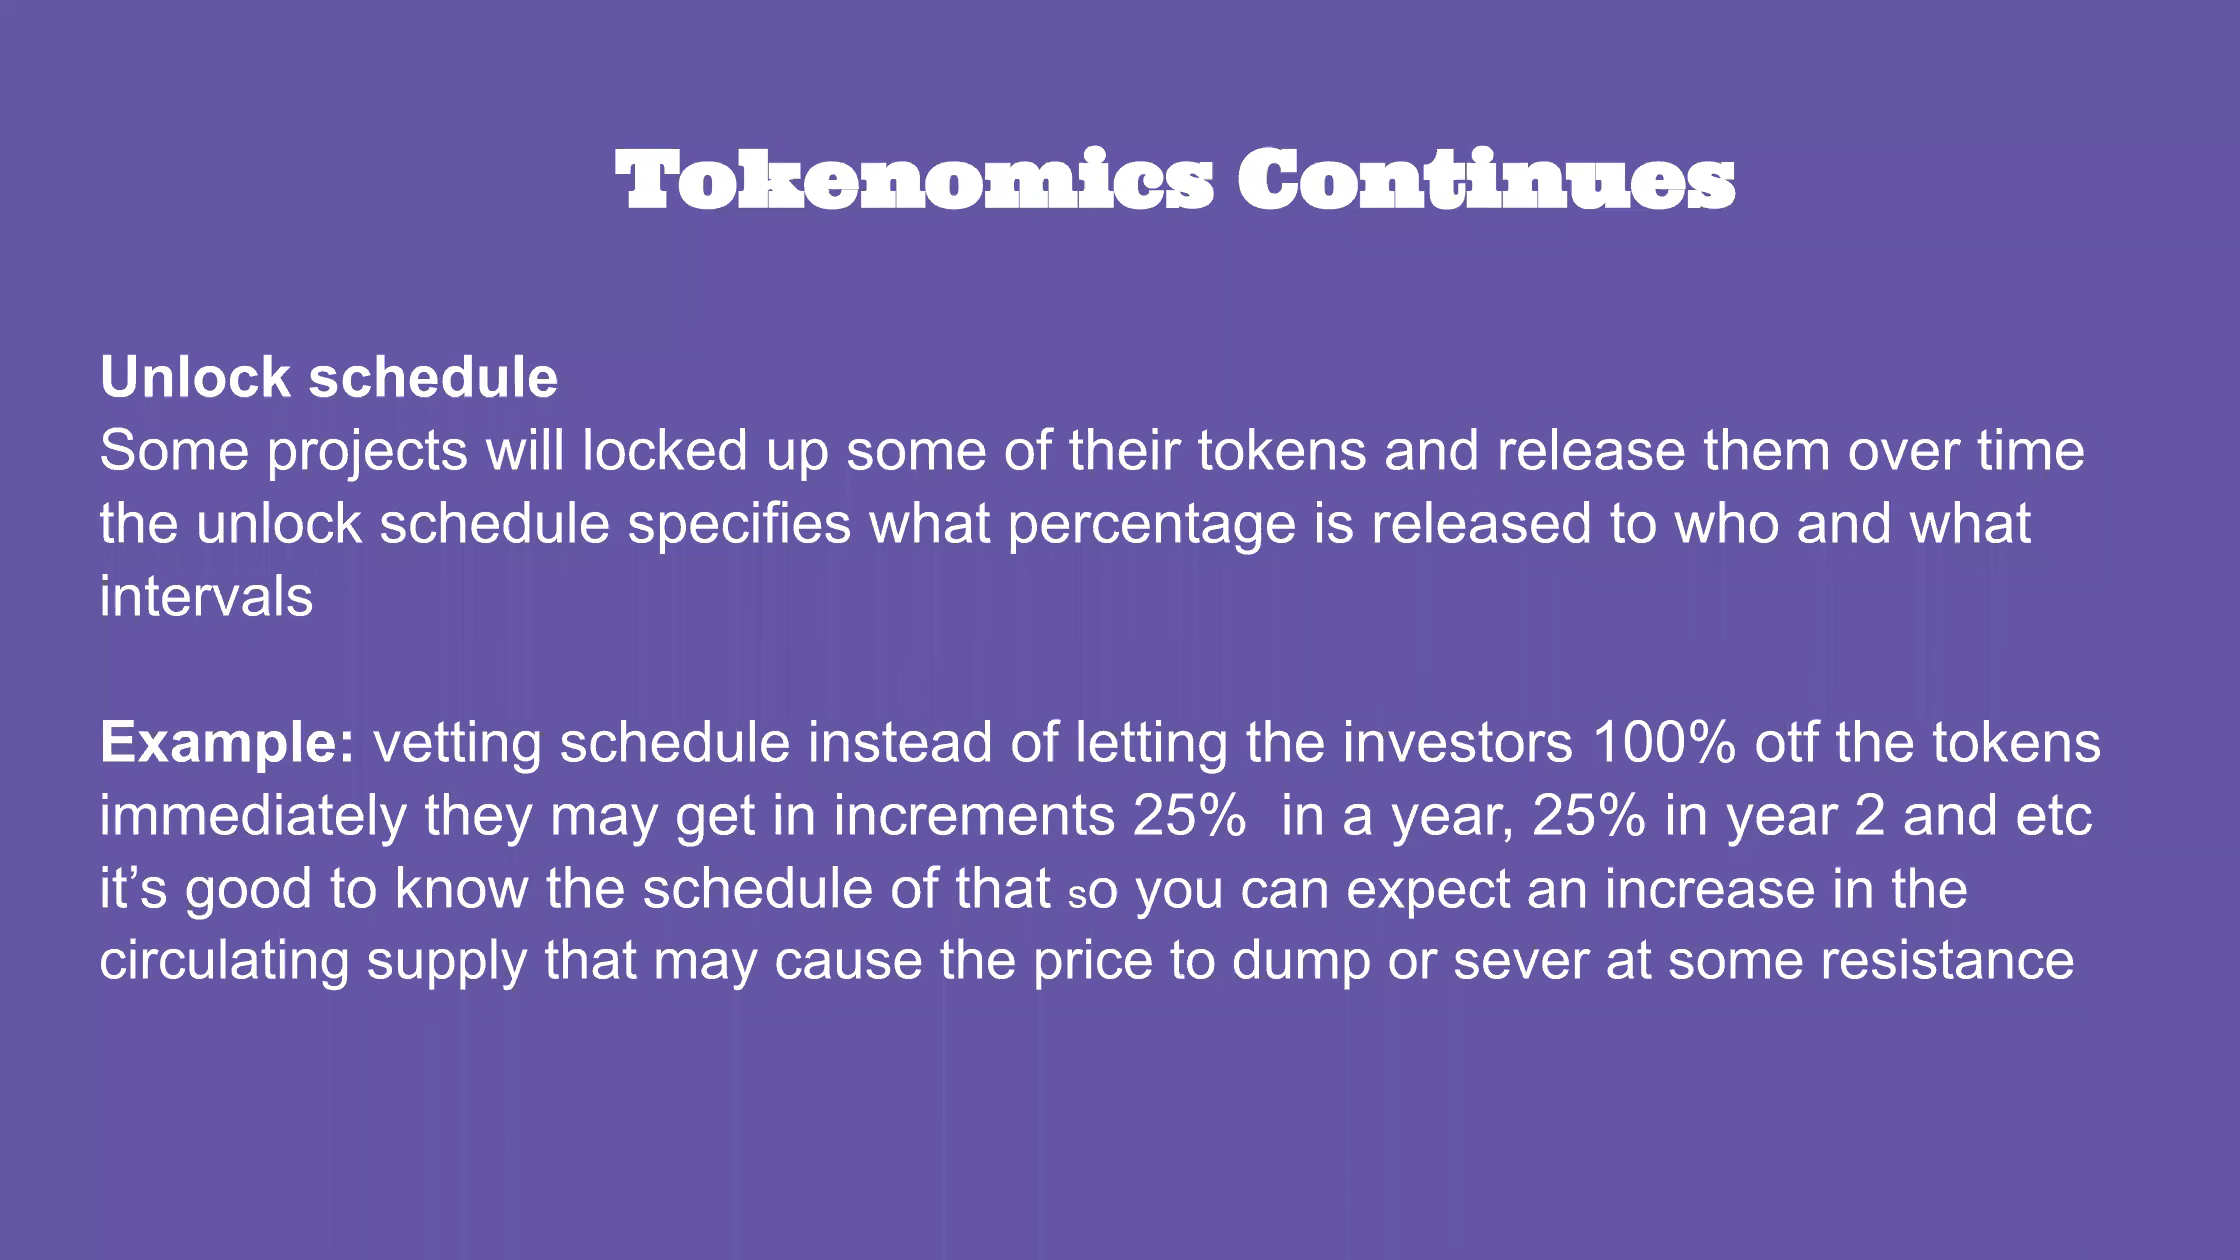 Tokenomics Continues
Unlock schedule
Some projects will locked up some of their tokens and release them over time
the unlock schedule specifies what percentage is released to who and what
intervals
Example: vetting schedule instead of letting the investors 100% otf the tokens
immediately they may get in increments 25%  in a year, 25% in year 2 and etc
it’s good to know the schedule of that so you can expect an increase in the
circulating supply that may cause the price to dump or sever at some resistance